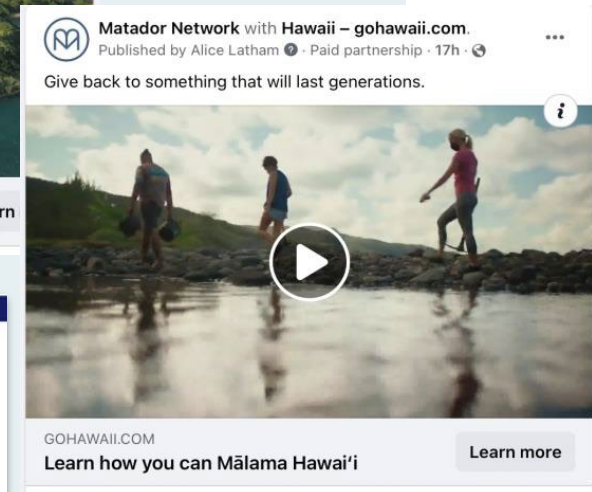 Matador Network with Hawaii – gohawaii.com.
Published by Alice Latham ? · Paid partnership · 17h ·
Give back to something that will last generations.
i
rn
GOHAWAII.COM
Learn how you can Mālama Hawaiʻi
Learn more